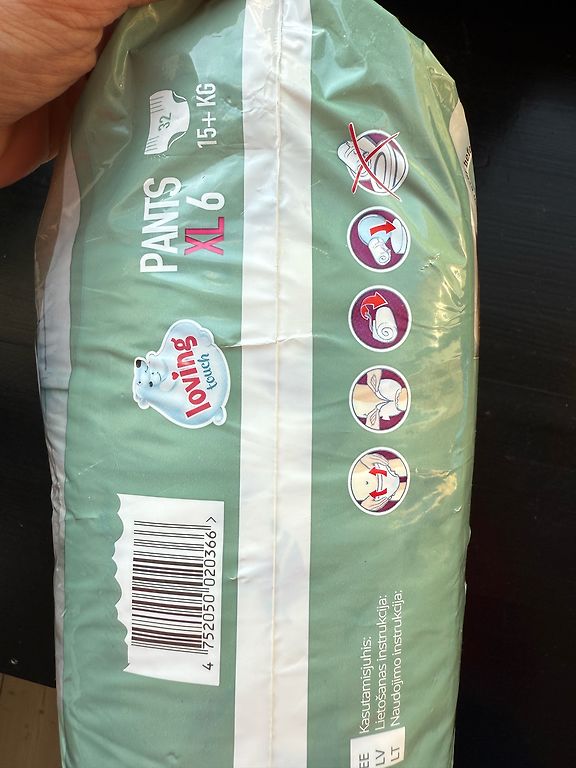 PANTS
XL 6
32
15+ KG
loving
touch
4 752050 020366 >
EE Kasutamisjuhis:
LV Lietošanas instrukcija:
LT Naudojimo instrukcija: